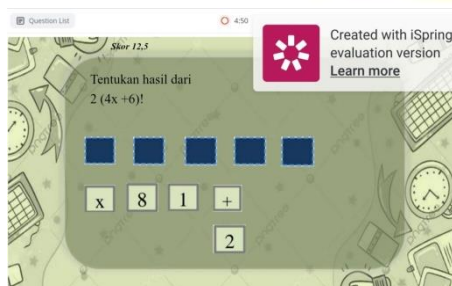 Question List
4:50
Created with iSpring
evaluation version
Learn more
Skor 12,5
Tentukan hasil dari
2 (4x +6)!
x 8 1 +
2